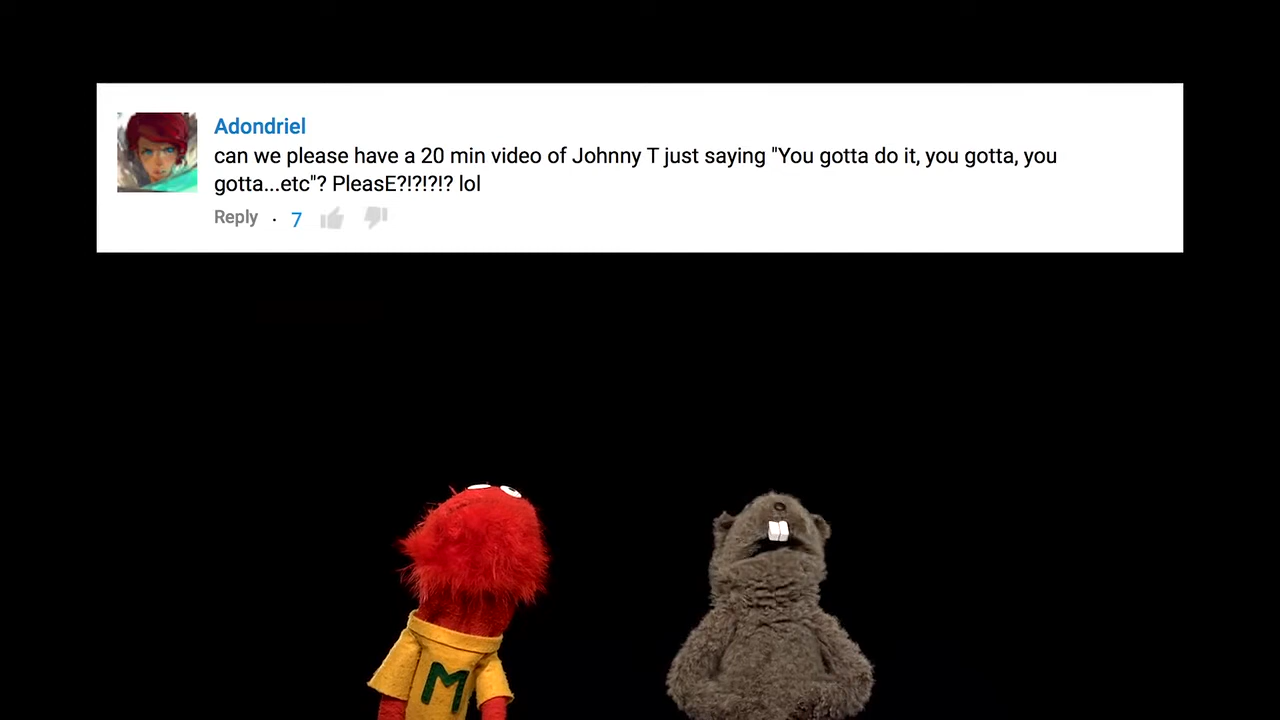 Adondriel
can we please have a 20 min video of Johnny T just saying "You gotta do it, you gotta, you
gotta...etc"? PleasE?!?!?!? lol
Reply · 7
M